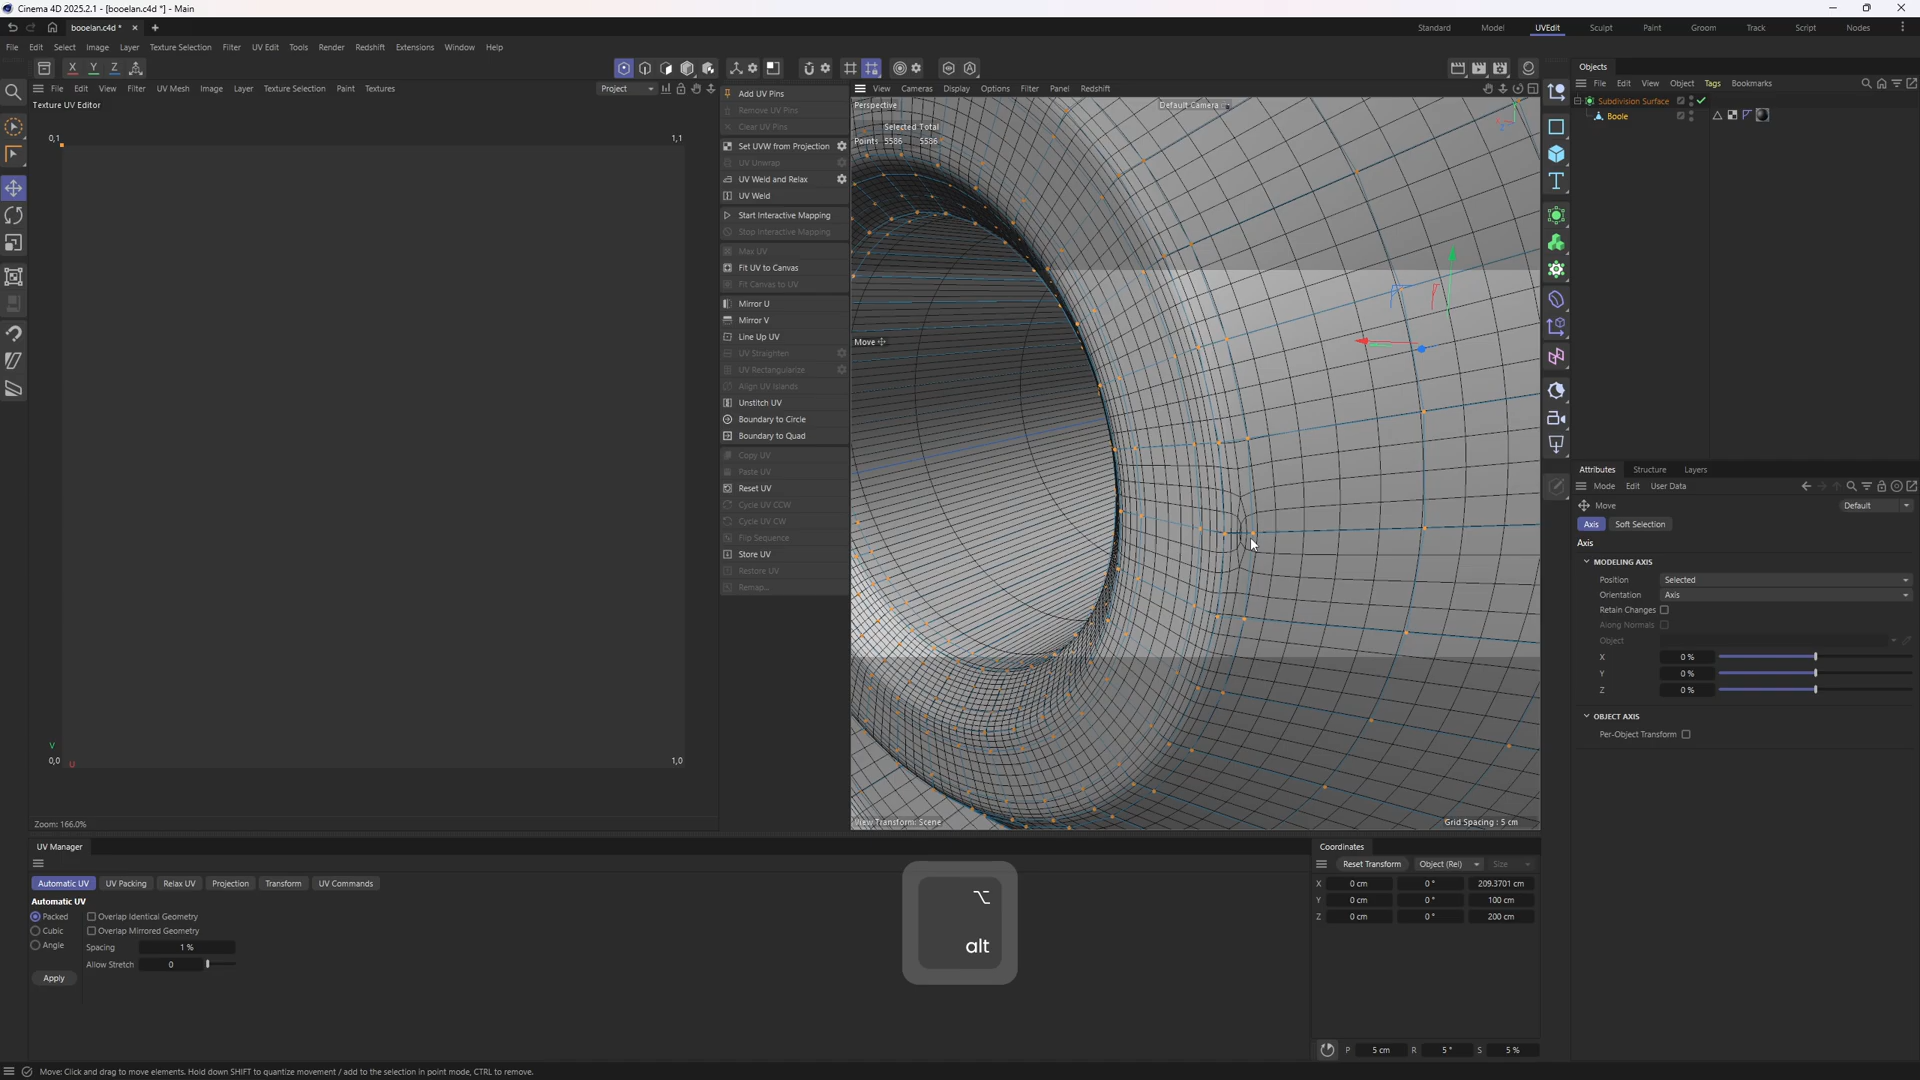 Cinema 4D 2025.2.1 - [booelan.c4d *] - Main
booelan.c4d *
Standard Model UVEdit Sculpt Paint Groom Track Script Nodes
File Edit Select Image Layer Texture Selection Filter UV Edit Tools Render Redshift Extensions Window Help
X Y Z
Objects
File Edit View Filter UV Mesh Image Layer Texture Selection Paint Textures
Project
Texture UV Editor
0,1
1,1
V
0,0 U
1,0
Zoom: 166.0%
Add UV Pins
Remove UV Pins
Clear UV Pins
Set UVW from Projection
UV Unwrap
UV Weld and Relax
UV Weld
Start Interactive Mapping
Stop Interactive Mapping
Max UV
Fit UV to Canvas
Fit Canvas to UV
Mirror U
Mirror V
Line Up UV
UV Straighten
UV Rectangularize
Align UV Islands
Unstitch UV
Boundary to Circle
Boundary to Quad
Copy UV
Paste UV
Reset UV
Cycle UV CCW
Cycle UV CW
Flip Sequence
Store UV
Restore UV
Remap...
View Cameras Display Options Filter Panel Redshift
Perspective
Default Camera
Selected Total
Points 5586 5586
Move
View Transform: Scene
Grid Spacing : 5 cm
File Edit View Object Tags Bookmarks
Subdivision Surface
Boole
Attributes Structure Layers
Mode Edit User Data
Move
Default
Axis Soft Selection
Axis
MODELING AXIS
Position Selected
Orientation Axis
Retain Changes
Along Normals
Object
X 0 %
Y 0 %
Z 0 %
OBJECT AXIS
Per-Object Transform
UV Manager
Automatic UV UV Packing Relax UV Projection Transform UV Commands
Automatic UV
Packed Overlap Identical Geometry
Cubic Overlap Mirrored Geometry
Angle Spacing 1 %
Allow Stretch 0
Apply
⌥
alt
Coordinates
Reset Transform Object (Rel) Size
X 0 cm 0 ° 209.3701 cm
Y 0 cm 0 ° 100 cm
Z 0 cm 0 ° 200 cm
P 5 cm R 5 ° S 5 %
Move: Click and drag to move elements. Hold down SHIFT to quantize movement / add to the selection in point mode, CTRL to remove.